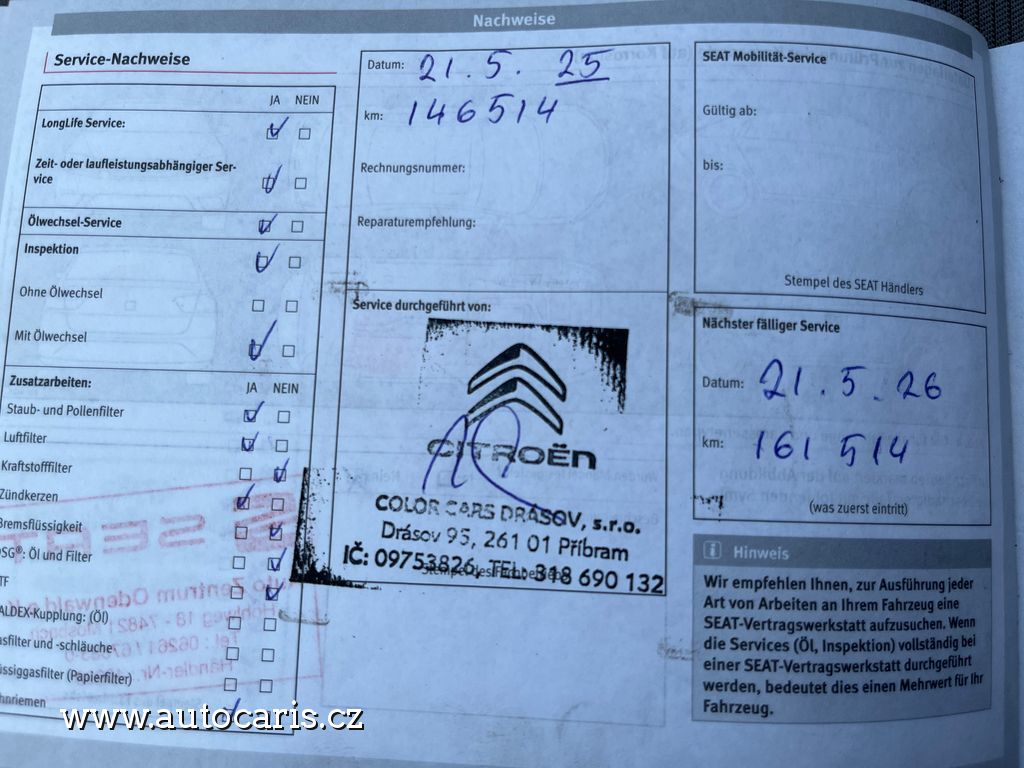 Nachweise
Service-Nachweise
JA NEIN
LongLife Service:
Zeit- oder laufleistungsabhängiger Ser-
vice
Ölwechsel-Service
Inspektion
Ohne Ölwechsel
Mit Ölwechsel
Zusatzarbeiten: JA NEIN
Staub- und Pollenfilter
Luftfilter
Kraftstofffilter
Zündkerzen
Bremsflüssigkeit
DSG®: Öl und Filter
TF
ALDEX-Kupplung: (Öl)
asfilter und -schläuche
üssiggasfilter (Papierfilter)
hnriemen
Datum: 21. 5. 25
km: 146514
Rechnungsnummer:
Reparaturempfehlung:
Service durchgeführt von:
CITROËN
COLOR CARS DRÁSOV, s.r.o.
Drásov 95, 261 01 Příbram
IČ: 09753826, TEL: 318 690 132
SEAT Mobilität-Service
Gültig ab:
bis:
Stempel des SEAT Händlers
Nächster fälliger Service
Datum: 21. 5. 26
km: 161 514
(was zuerst eintritt)
Hinweis
Wir empfehlen Ihnen, zur Ausführung jeder
Art von Arbeiten an Ihrem Fahrzeug eine
SEAT-Vertragswerkstatt aufzusuchen. Wenn
die Services (Öl, Inspektion) vollständig bei
einer SEAT-Vertragswerkstatt durchgeführt
werden, bedeutet dies einen Mehrwert für Ihr
Fahrzeug.
www.autocaris.cz